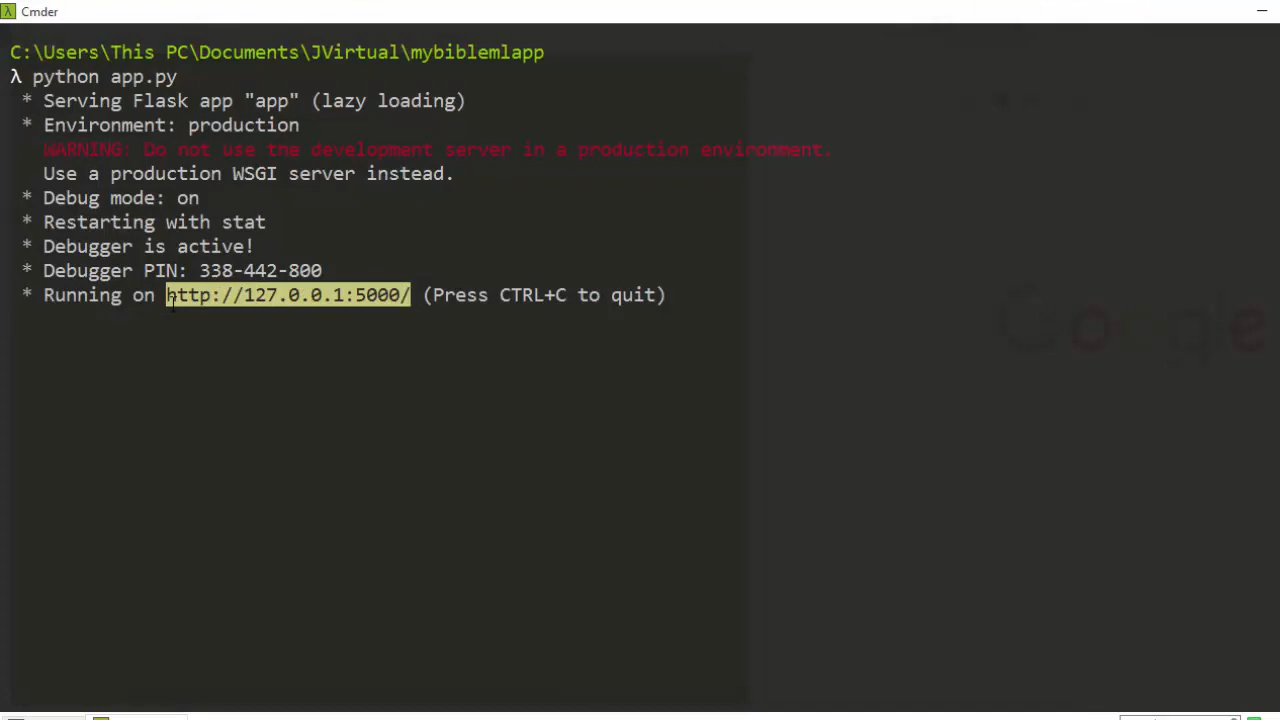 Cmder
C:\Users\This PC\Documents\JVirtual\mybiblemlapp
λ python app.py
* Serving Flask app "app" (lazy loading)
* Environment: production
WARNING: Do not use the development server in a production environment.
Use a production WSGI server instead.
* Debug mode: on
* Restarting with stat
* Debugger is active!
* Debugger PIN: 338-442-800
* Running on http://127.0.0.1:5000/ (Press CTRL+C to quit)
Google